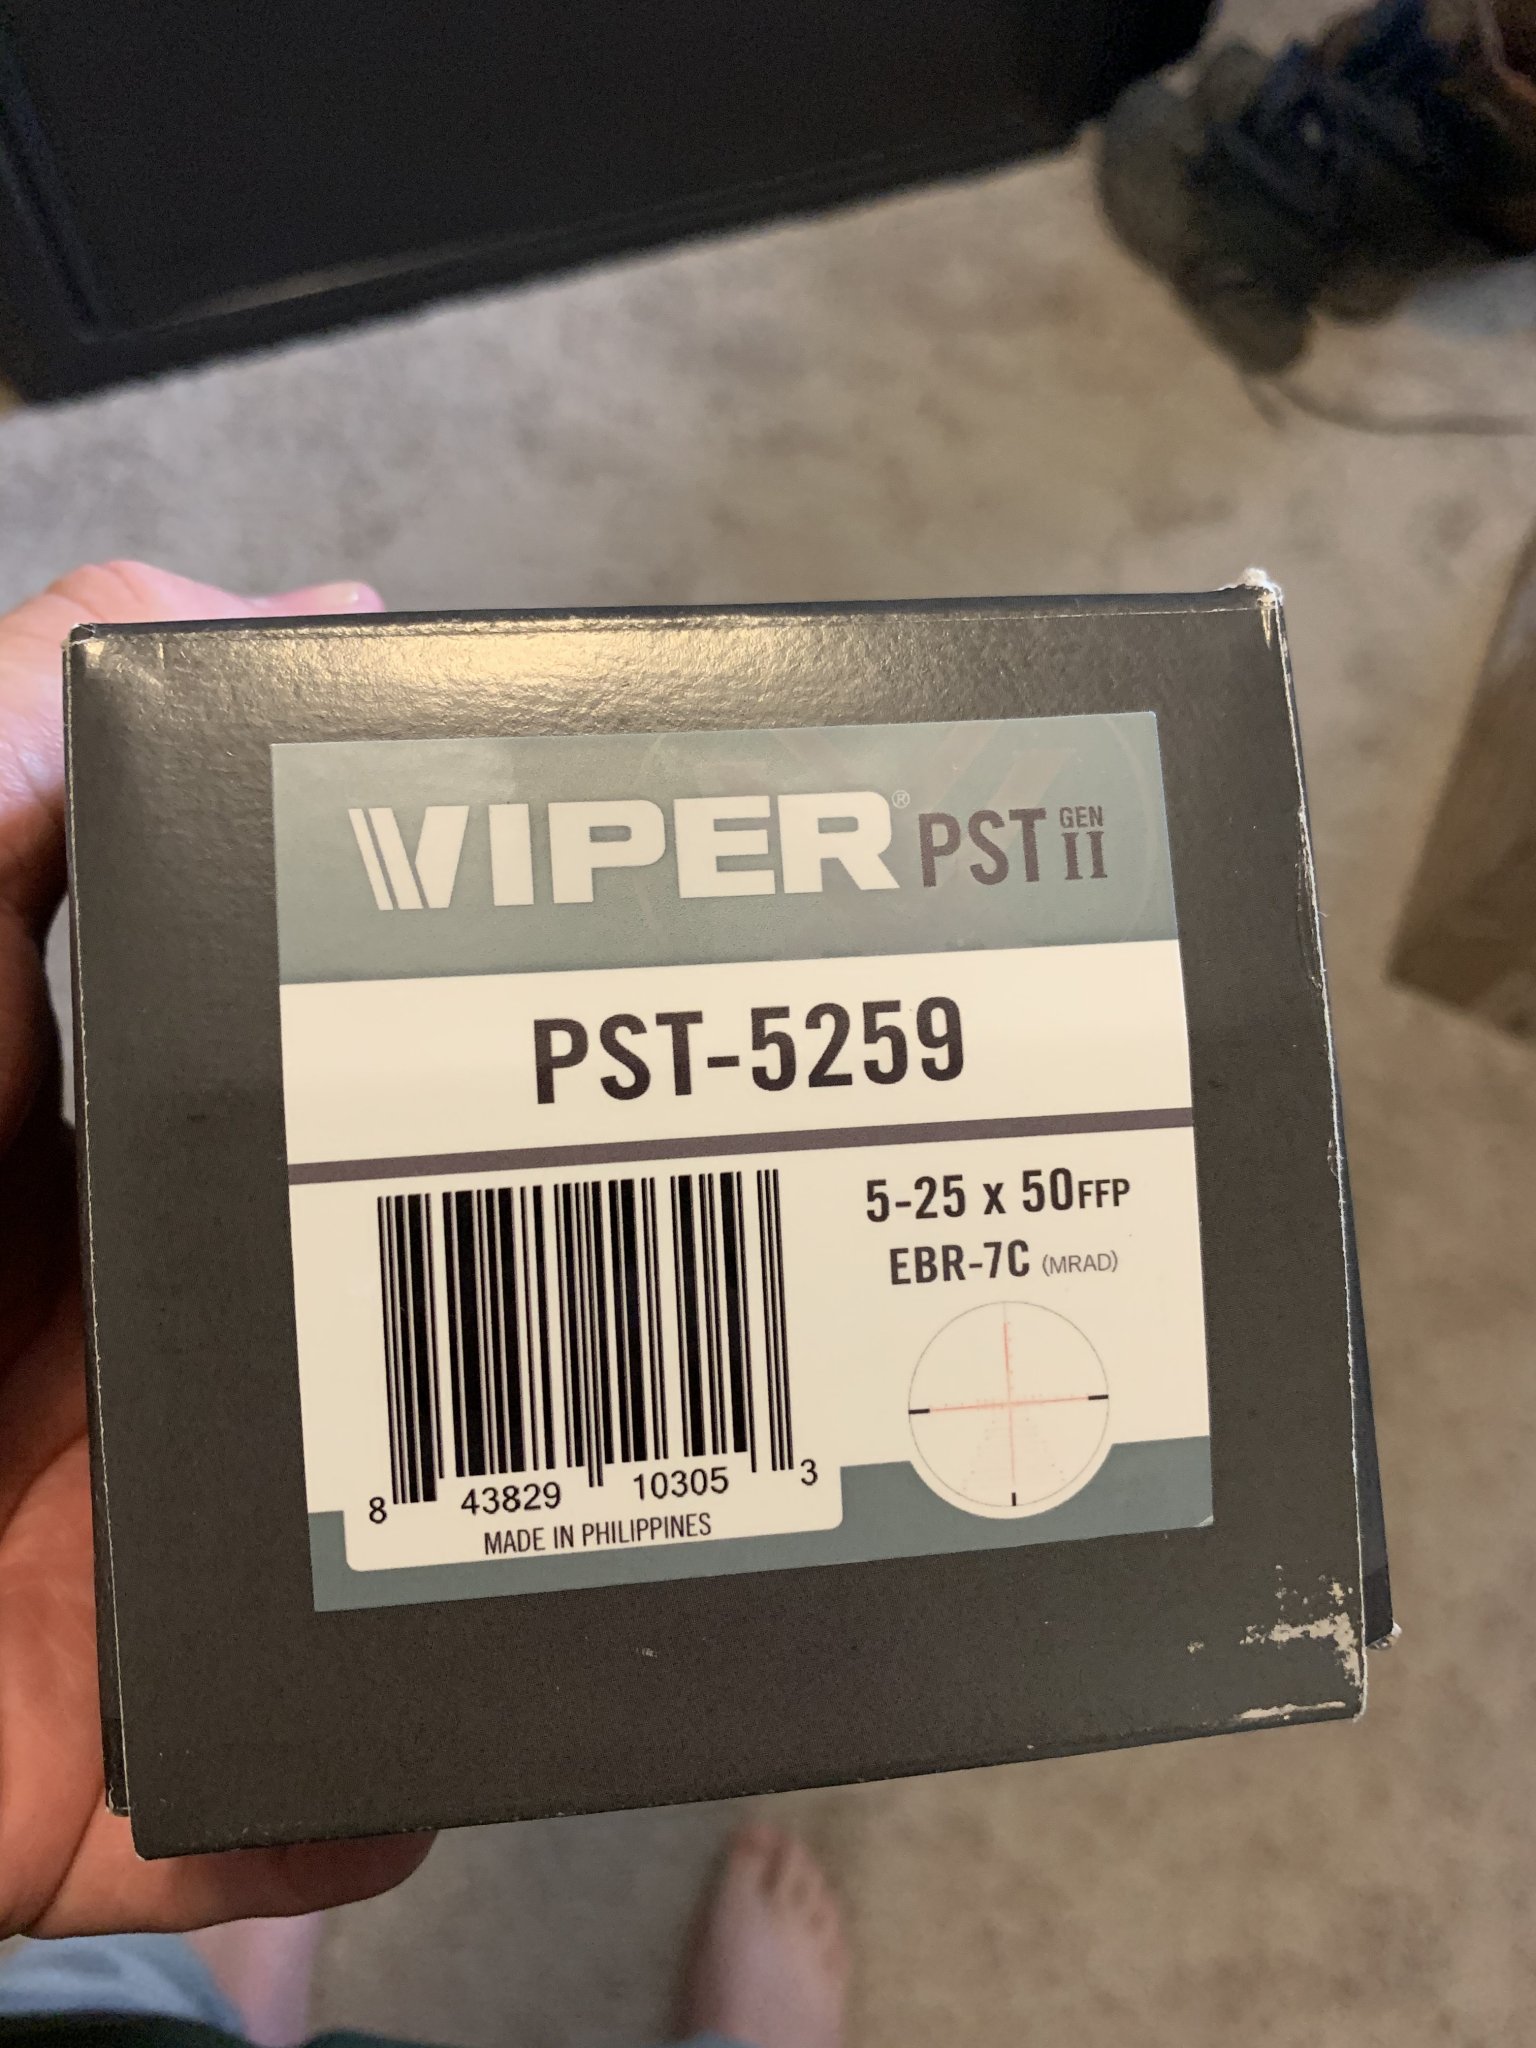 VIPER® PST GEN II
PST-5259
5-25 x 50FFP
EBR-7C (MRAD)
8 43829 10305 3
MADE IN PHILIPPINES